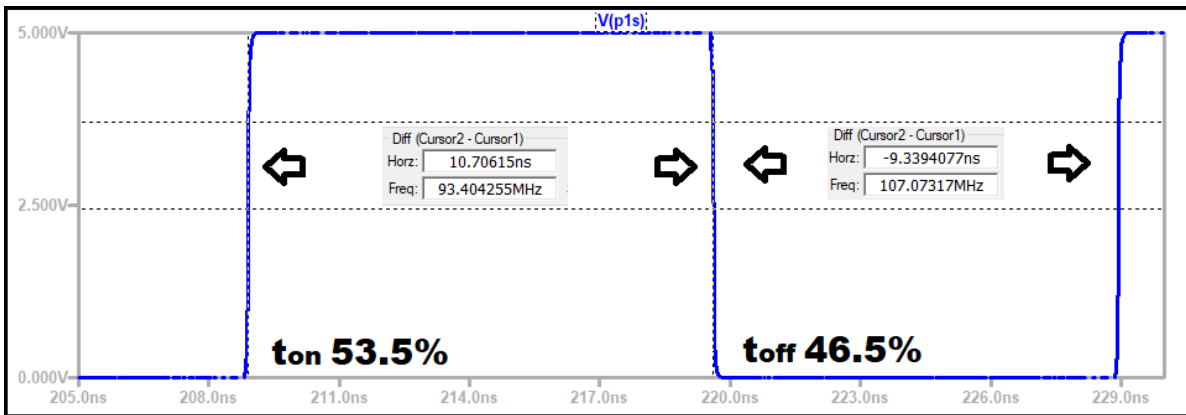 V(p1s)
5.000V
Diff (Cursor2 - Cursor1)
Horz: 10.70615ns
Freq: 93.404255MHz
Diff (Cursor2 - Cursor1)
Horz: -9.3394077ns
Freq: 107.07317MHz
2.500V
ton 53.5%
toff 46.5%
0.000V
205.0ns 208.0ns 211.0ns 214.0ns 217.0ns 220.0ns 223.0ns 226.0ns 229.0ns